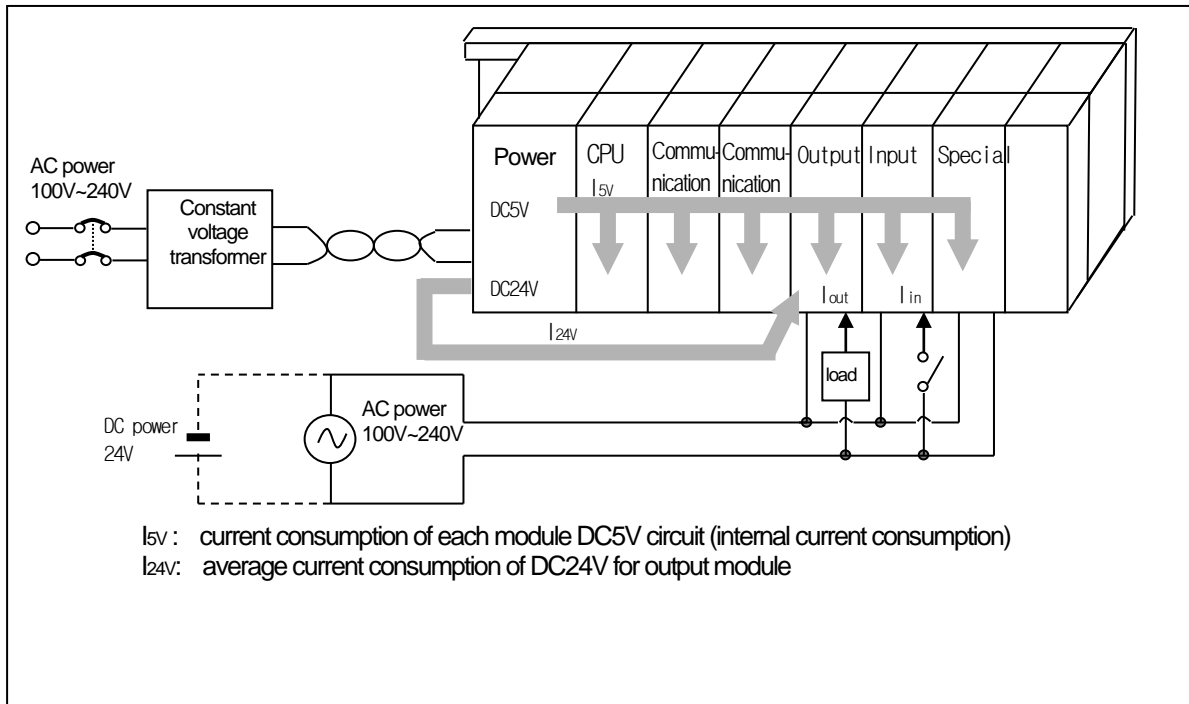 Power
CPU
Commu-
nication
Commu-
nication
Output
Input
Special
I5V
DC5V
DC24V
Iout
Iin
I24V
AC power
100V~240V
Constant
voltage
transformer
load
AC power
100V~240V
DC power
24V
I5V : current consumption of each module DC5V circuit (internal current consumption)
I24V: average current consumption of DC24V for output module